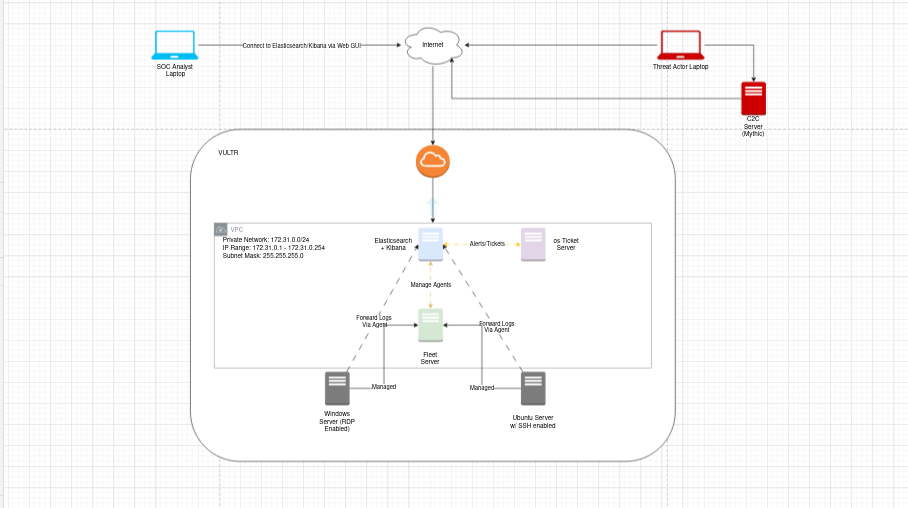 Connect to Elasticsearch/Kibana via Web GUI
Internet
SOC Analyst
Laptop
Threat Actor Laptop
C2C
Server
(Mythic)
VULTR
VPC
Private Network: 172.31.0.0/24
IP Range: 172.31.0.1 - 172.31.0.254
Subnet Mask: 255.255.255.0
Elasticsearch
+ Kibana
Alerts/Tickets
os Ticket
Server
Manage Agents
Forward Logs
Via Agent
Forward Logs
Via Agent
Fleet
Server
Managed
Managed
Windows
Server (RDP
Enabled)
Ubuntu Server
w/ SSH enabled